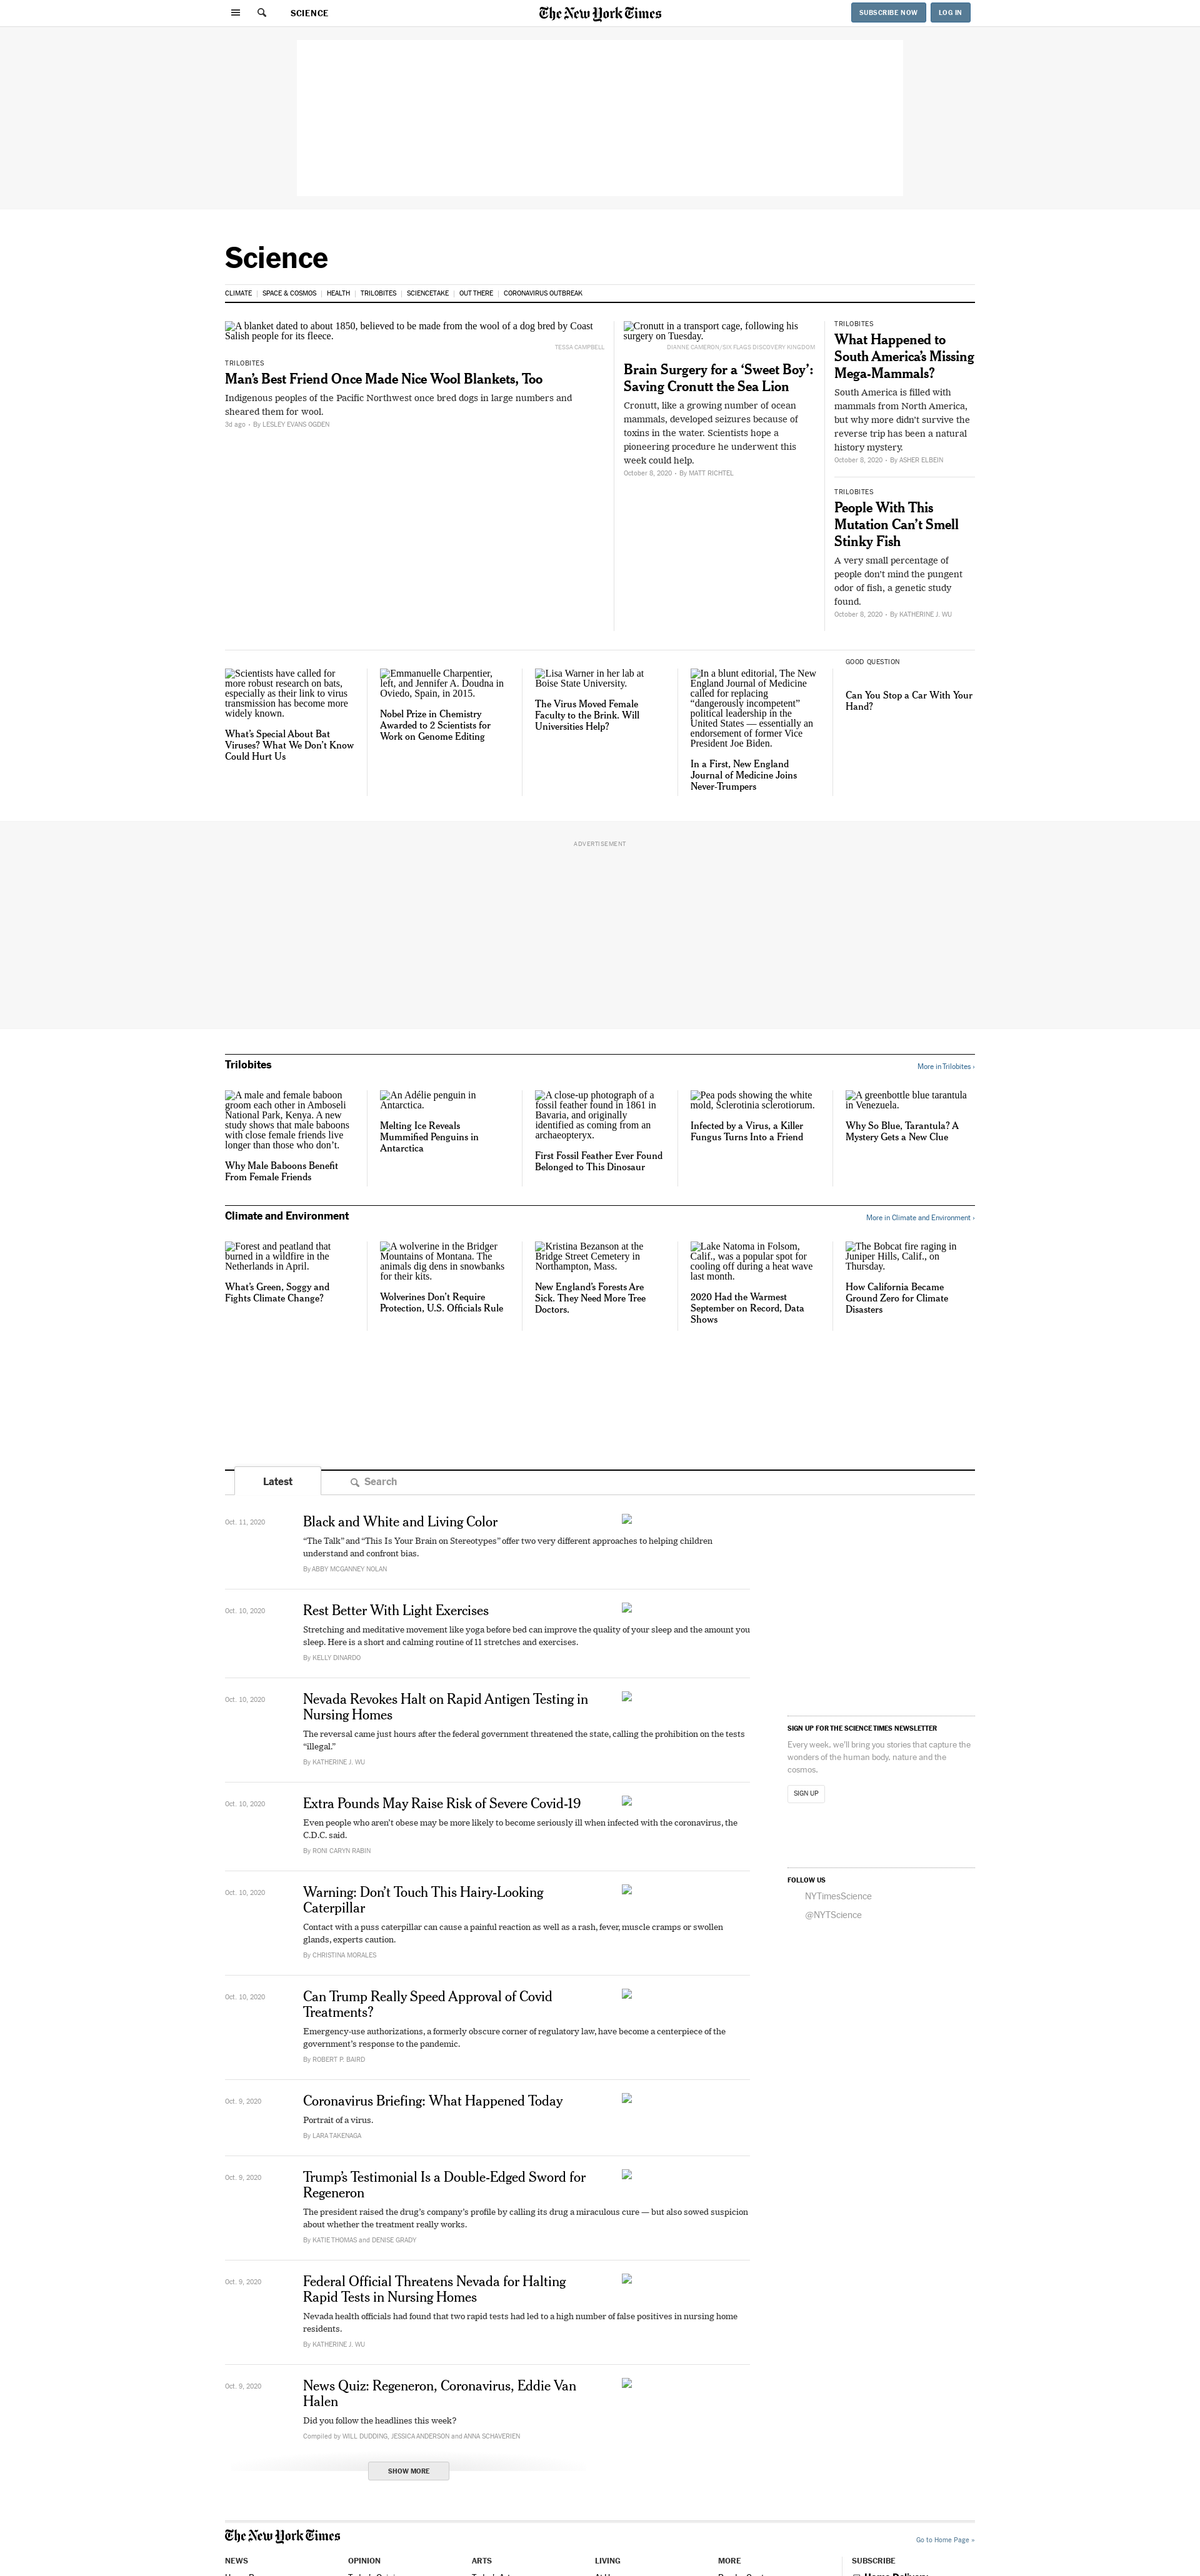 SCIENCE
The New York Times
SUBSCRIBE NOW
LOG IN
Science
CLIMATE
SPACE & COSMOS
HEALTH
TRILOBITES
SCIENCETAKE
OUT THERE
CORONAVIRUS OUTBREAK
A blanket dated to about 1850, believed to be made from the wool of a dog bred by Coast
Salish people for its fleece.
TESSA CAMPBELL
TRILOBITES
Man's Best Friend Once Made Nice Wool Blankets, Too
Indigenous peoples of the Pacific Northwest once bred dogs in large numbers and
sheared them for wool.
3d ago • By LESLEY EVANS OGDEN
Cronutt in a transport cage, following his
surgery on Tuesday.
DIANNE CAMERON/SIX FLAGS DISCOVERY KINGDOM
Brain Surgery for a ‘Sweet Boy’:
Saving Cronutt the Sea Lion
Cronutt, like a growing number of ocean
mammals, developed seizures because of
toxins in the water. Scientists hope a
pioneering procedure he underwent this
week could help.
October 8, 2020 • By MATT RICHTEL
TRILOBITES
What Happened to
South America’s Missing
Mega-Mammals?
South America is filled with
mammals from North America,
but why more didn’t survive the
reverse trip has been a natural
history mystery.
October 8, 2020 • By ASHER ELBEIN
TRILOBITES
People With This
Mutation Can’t Smell
Stinky Fish
A very small percentage of
people don’t mind the pungent
odor of fish, a genetic study
found.
October 8, 2020 • By KATHERINE J. WU
Scientists have called for
more robust research on bats,
especially as their link to virus
transmission has become more
widely known.
What’s Special About Bat
Viruses? What We Don’t Know
Could Hurt Us
Emmanuelle Charpentier,
left, and Jennifer A. Doudna in
Oviedo, Spain, in 2015.
Nobel Prize in Chemistry
Awarded to 2 Scientists for
Work on Genome Editing
Lisa Warner in her lab at
Boise State University.
The Virus Moved Female
Faculty to the Brink. Will
Universities Help?
In a blunt editorial, The New
England Journal of Medicine
called for replacing
“dangerously incompetent”
political leadership in the
United States — essentially an
endorsement of former Vice
President Joe Biden.
In a First, New England
Journal of Medicine Joins
Never-Trumpers
GOOD QUESTION
Can You Stop a Car With Your
Hand?
ADVERTISEMENT
Trilobites
More in Trilobites ›
A male and female baboon
groom each other in Amboseli
National Park, Kenya. A new
study shows that male baboons
with close female friends live
longer than those who don’t.
Why Male Baboons Benefit
From Female Friends
An Adélie penguin in
Antarctica.
Melting Ice Reveals
Mummified Penguins in
Antarctica
A close-up photograph of a
fossil feather found in 1861 in
Bavaria, and originally
identified as coming from an
archaeopteryx.
First Fossil Feather Ever Found
Belonged to This Dinosaur
Pea pods showing the white
mold, Sclerotinia sclerotiorum.
Infected by a Virus, a Killer
Fungus Turns Into a Friend
A greenbottle blue tarantula
in Venezuela.
Why So Blue, Tarantula? A
Mystery Gets a New Clue
Climate and Environment
More in Climate and Environment ›
Forest and peatland that
burned in a wildfire in the
Netherlands in April.
What’s Green, Soggy and
Fights Climate Change?
A wolverine in the Bridger
Mountains of Montana. The
animals dig dens in snowbanks
for their kits.
Wolverines Don’t Require
Protection, U.S. Officials Rule
Kristina Bezanson at the
Bridge Street Cemetery in
Northampton, Mass.
New England’s Forests Are
Sick. They Need More Tree
Doctors.
Lake Natoma in Folsom,
Calif., was a popular spot for
cooling off during a heat wave
last month.
2020 Had the Warmest
September on Record, Data
Shows
The Bobcat fire raging in
Juniper Hills, Calif., on
Thursday.
How California Became
Ground Zero for Climate
Disasters
Latest
Search
Oct. 11, 2020
Black and White and Living Color
“The Talk” and “This Is Your Brain on Stereotypes” offer two very different approaches to helping children
understand and confront bias.
By ABBY MCGANNEY NOLAN
Oct. 10, 2020
Rest Better With Light Exercises
Stretching and meditative movement like yoga before bed can improve the quality of your sleep and the amount you
sleep. Here is a short and calming routine of 11 stretches and exercises.
By KELLY DINARDO
Oct. 10, 2020
Nevada Revokes Halt on Rapid Antigen Testing in
Nursing Homes
The reversal came just hours after the federal government threatened the state, calling the prohibition on the tests
“illegal.”
By KATHERINE J. WU
Oct. 10, 2020
Extra Pounds May Raise Risk of Severe Covid-19
Even people who aren’t obese may be more likely to become seriously ill when infected with the coronavirus, the
C.D.C. said.
By RONI CARYN RABIN
Oct. 10, 2020
Warning: Don’t Touch This Hairy-Looking
Caterpillar
Contact with a puss caterpillar can cause a painful reaction as well as a rash, fever, muscle cramps or swollen
glands, experts caution.
By CHRISTINA MORALES
Oct. 10, 2020
Can Trump Really Speed Approval of Covid
Treatments?
Emergency-use authorizations, a formerly obscure corner of regulatory law, have become a centerpiece of the
government’s response to the pandemic.
By ROBERT P. BAIRD
Oct. 9, 2020
Coronavirus Briefing: What Happened Today
Portrait of a virus.
By LARA TAKENAGA
Oct. 9, 2020
Trump’s Testimonial Is a Double-Edged Sword for
Regeneron
The president raised the drug’s company’s profile by calling its drug a miraculous cure — but also sowed suspicion
about whether the treatment really works.
By KATIE THOMAS and DENISE GRADY
Oct. 9, 2020
Federal Official Threatens Nevada for Halting
Rapid Tests in Nursing Homes
Nevada health officials had found that two rapid tests had led to a high number of false positives in nursing home
residents.
By KATHERINE J. WU
Oct. 9, 2020
News Quiz: Regeneron, Coronavirus, Eddie Van
Halen
Did you follow the headlines this week?
Compiled by WILL DUDDING, JESSICA ANDERSON and ANNA SCHAVERIEN
SHOW MORE
SIGN UP FOR THE SCIENCE TIMES NEWSLETTER
Every week, we'll bring you stories that capture the
wonders of the human body, nature and the
cosmos.
SIGN UP
FOLLOW US
NYTimesScience
@NYTScience
The New York Times
Go to Home Page »
NEWS
OPINION
ARTS
LIVING
MORE
SUBSCRIBE